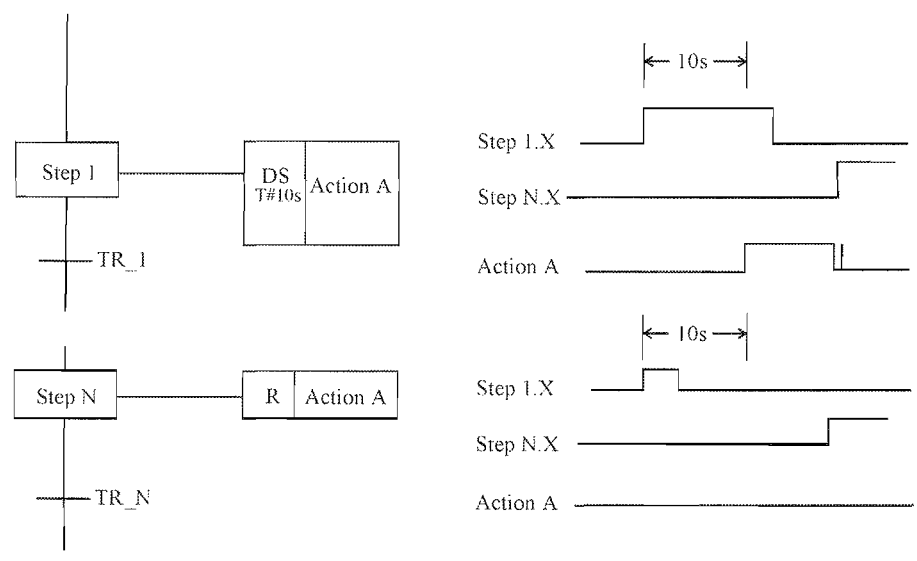 Step 1
DS
T#10s
Action A
TR_1
Step N
R
Action A
TR_N
10s
Step 1.X
Step N.X
Action A
10s
Step 1.X
Step N.X
Action A